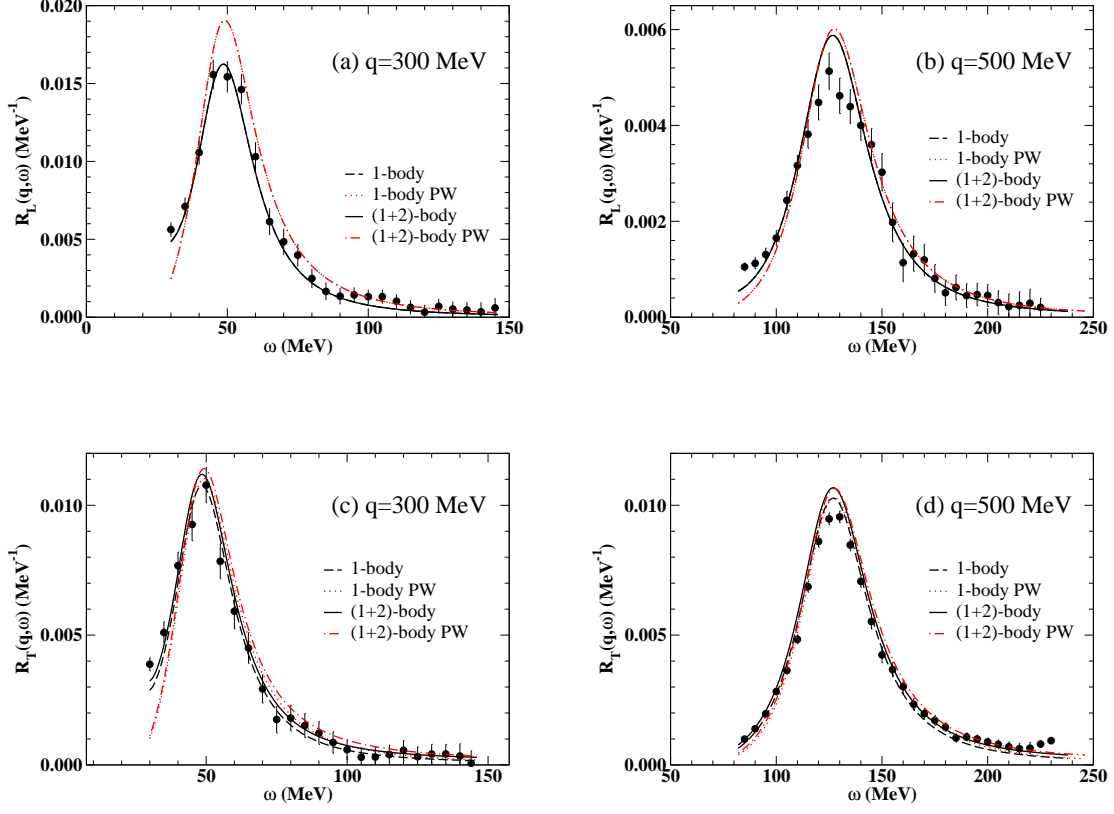 0.020
0.015
0.010
0.005
0.000
R_L(q,ω) (MeV^-1)
(a) q=300 MeV
1-body
1-body PW
(1+2)-body
(1+2)-body PW
0 50 100 150
ω (MeV)
0.006
0.004
0.002
0.000
R_L(q,ω) (MeV^-1)
(b) q=500 MeV
1-body
1-body PW
(1+2)-body
(1+2)-body PW
50 100 150 200 250
ω (MeV)
0.010
0.005
0.000
R_T(q,ω) (MeV^-1)
(c) q=300 MeV
1-body
1-body PW
(1+2)-body
(1+2)-body PW
50 100 150
ω (MeV)
0.010
0.005
0.000
R_T(q,ω) (MeV^-1)
(d) q=500 MeV
1-body
1-body PW
(1+2)-body
(1+2)-body PW
50 100 150 200 250
ω (MeV)